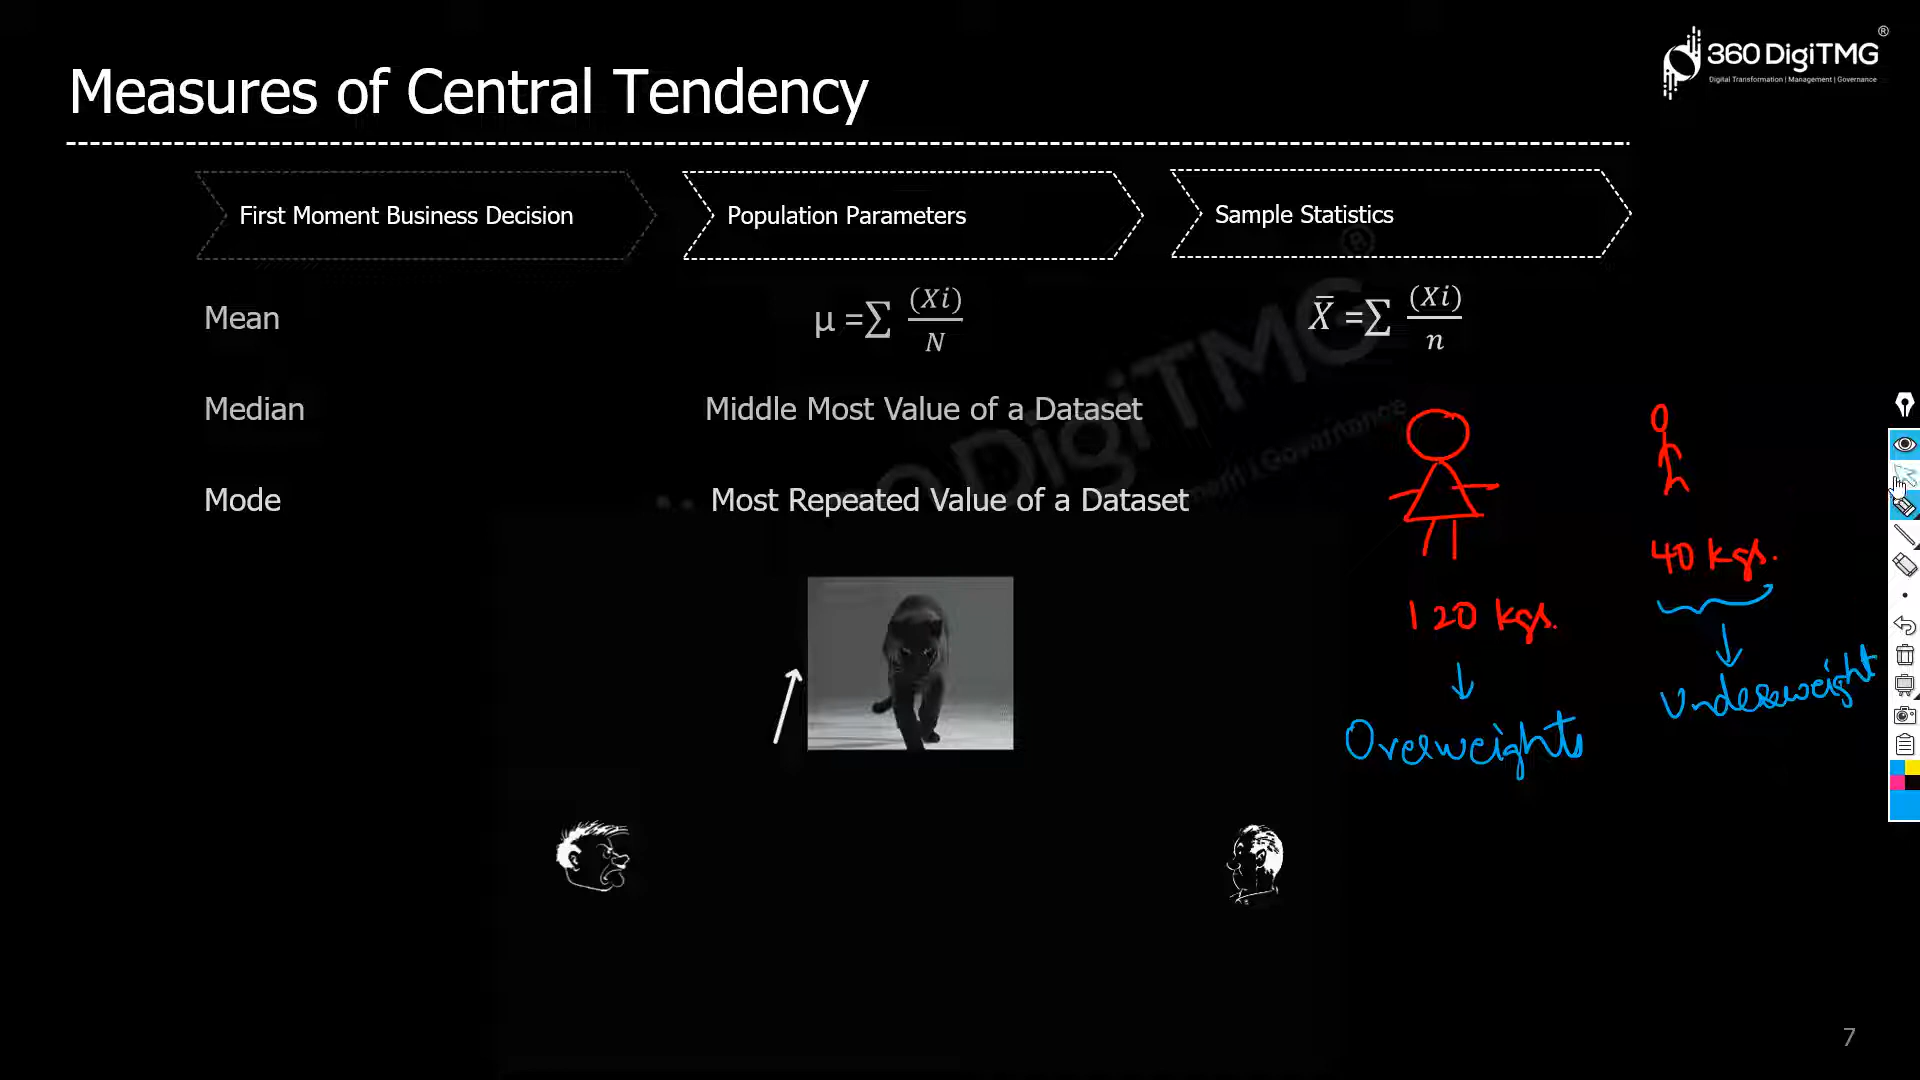 Measures of Central Tendency
360 DigiTMG
®
Digital Transformation | Management | Governance
First Moment Business Decision
Population Parameters
Sample Statistics
Mean
μ =∑ (Xi)/N
X̄ =∑ (Xi)/n
Median
Middle Most Value of a Dataset
Mode
Most Repeated Value of a Dataset
120 kgs.
40 kgs.
Overweights
Underweight
DigiTMG
®
7